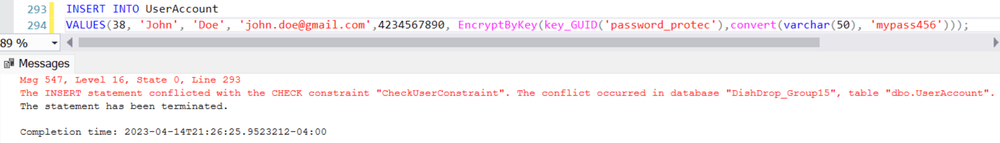 293 INSERT INTO UserAccount
294 VALUES(38, 'John', 'Doe', 'john.doe@gmail.com',4234567890, EncryptByKey(key_GUID('password_protec'),convert(varchar(50), 'mypass456')));
89 %
Messages
Msg 547, Level 16, State 0, Line 293
The INSERT statement conflicted with the CHECK constraint "CheckUserConstraint". The conflict occurred in database "DishDrop_Group15", table "dbo.UserAccount".
The statement has been terminated.
Completion time: 2023-04-14T21:26:25.9523212-04:00